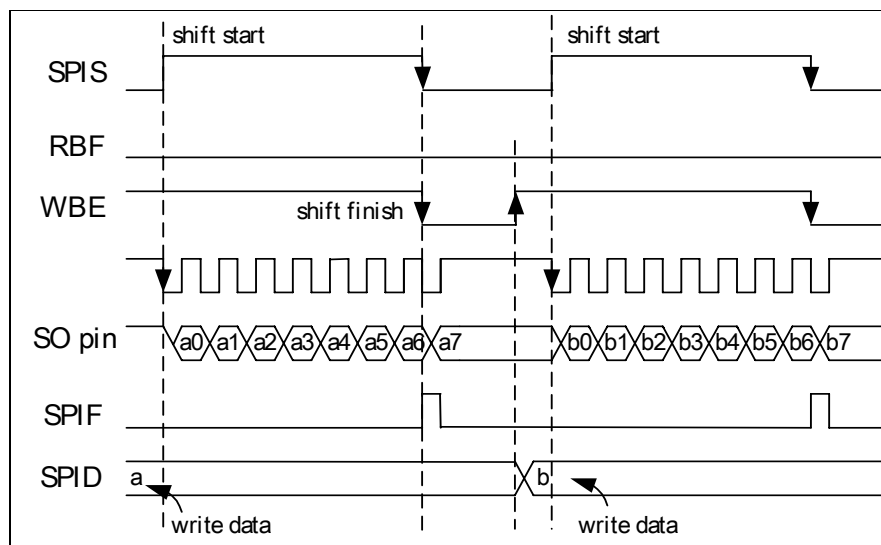 shift start shift start
SPIS
RBF
WBE
shift finish
SO pin a0 a1 a2 a3 a4 a5 a6 a7 b0 b1 b2 b3 b4 b5 b6 b7
SPIF
SPID a b
write data write data